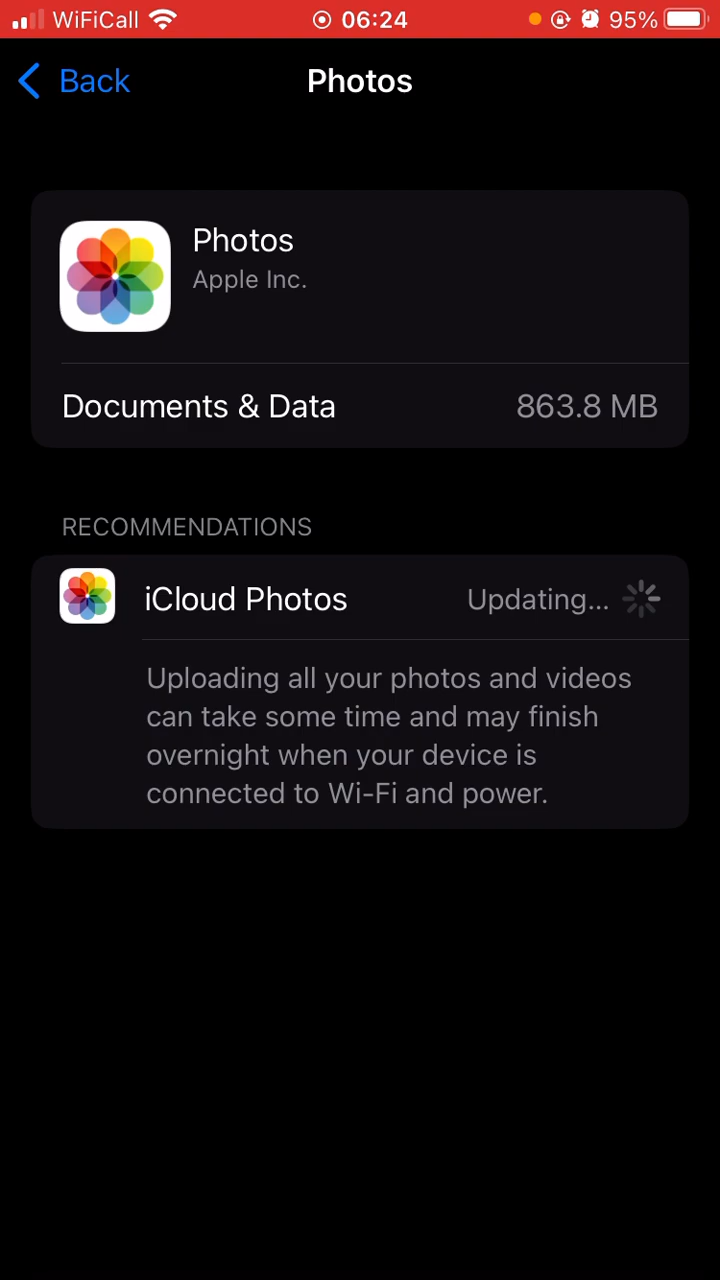 WiFiCall 06:24 95%
Back Photos
Photos
Apple Inc.
Documents & Data 863.8 MB
RECOMMENDATIONS
iCloud Photos Updating...
Uploading all your photos and videos
can take some time and may finish
overnight when your device is
connected to Wi-Fi and power.